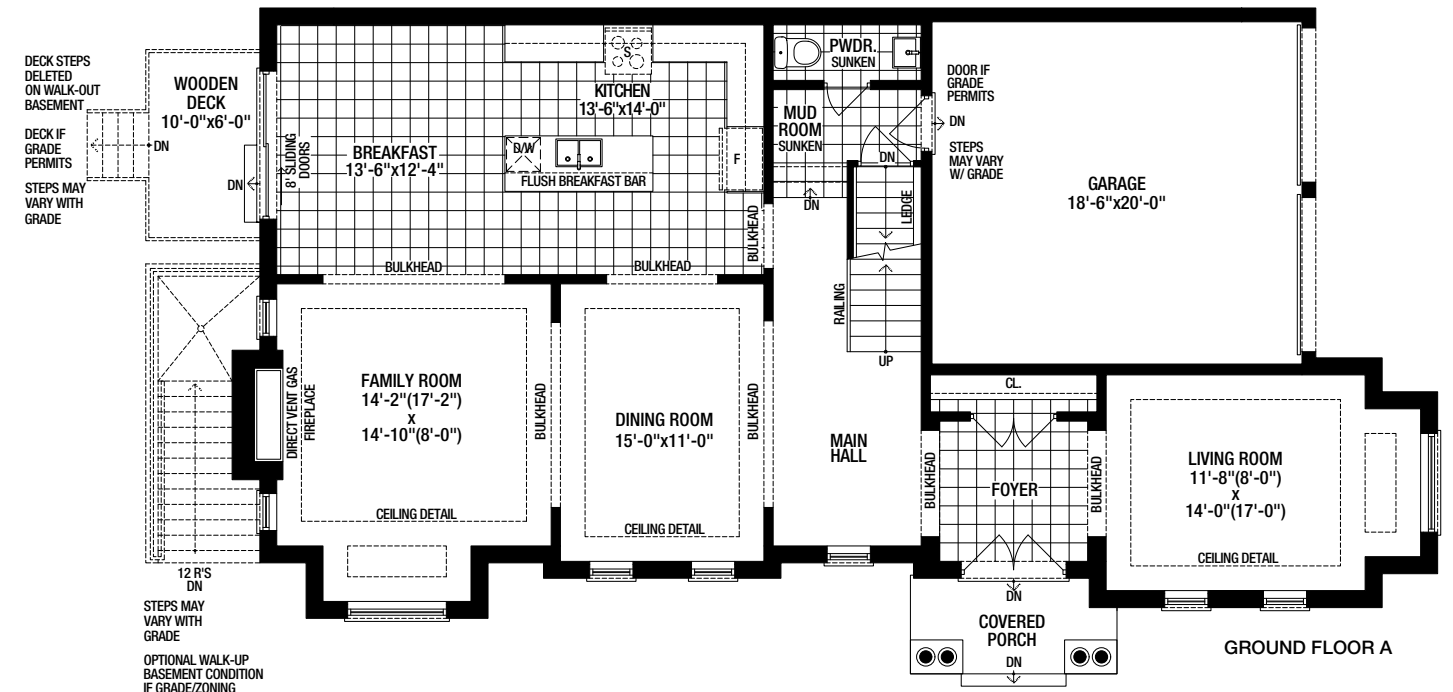 DECK STEPS
DELETED
ON WALK-OUT
BASEMENT
DECK IF
GRADE
PERMITS
STEPS MAY
VARY WITH
GRADE
WOODEN
DECK
10'-0"x6'-0"
DN
DN
8' SLIDING
DOORS
BREAKFAST
13'-6"x12'-4"
S
KITCHEN
13'-6"x14'-0"
D/W
FLUSH BREAKFAST BAR
F
BULKHEAD
BULKHEAD
BULKHEAD
PWDR.
SUNKEN
MUD
ROOM
SUNKEN
DN
DN
LEDGE
RAILING
UP
DOOR IF
GRADE
PERMITS
DN
STEPS
MAY VARY
W/ GRADE
GARAGE
18'-6"x20'-0"
DIRECT VENT GAS
FIREPLACE
FAMILY ROOM
14'-2"(17'-2")
x
14'-10"(8'-0")
CEILING DETAIL
BULKHEAD
DINING ROOM
15'-0"x11'-0"
CEILING DETAIL
BULKHEAD
MAIN
HALL
CL.
BULKHEAD
FOYER
BULKHEAD
LIVING ROOM
11'-8"(8'-0")
x
14'-0"(17'-0")
CEILING DETAIL
12 R'S
DN
STEPS MAY
VARY WITH
GRADE
OPTIONAL WALK-UP
BASEMENT CONDITION
IF GRADE/ZONING
DN
COVERED
PORCH
DN
GROUND FLOOR A